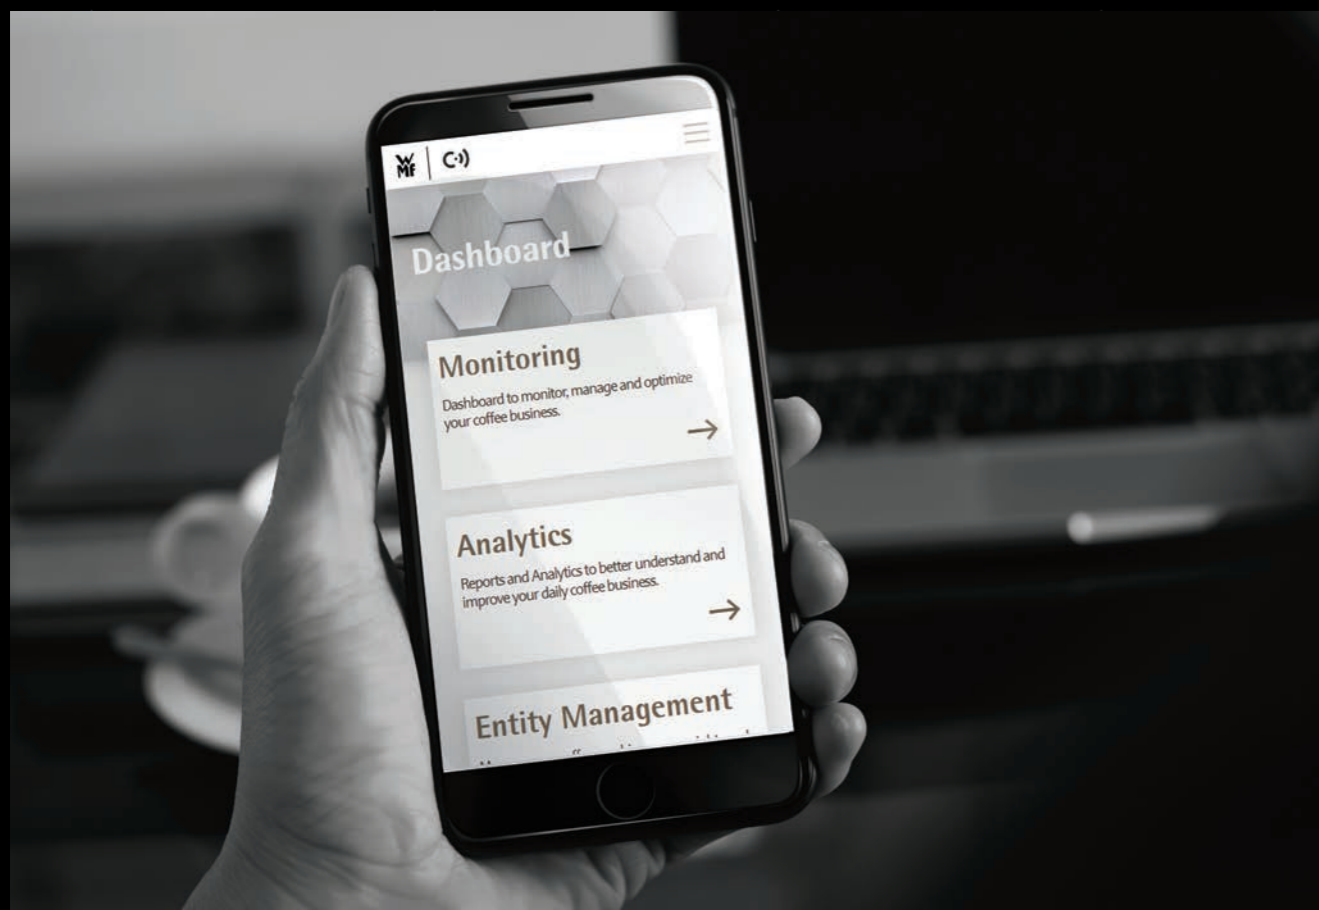 WMF
Dashboard
Monitoring
Dashboard to monitor, manage and optimize
your coffee business.
Analytics
Reports and Analytics to better understand and
improve your daily coffee business.
Entity Management